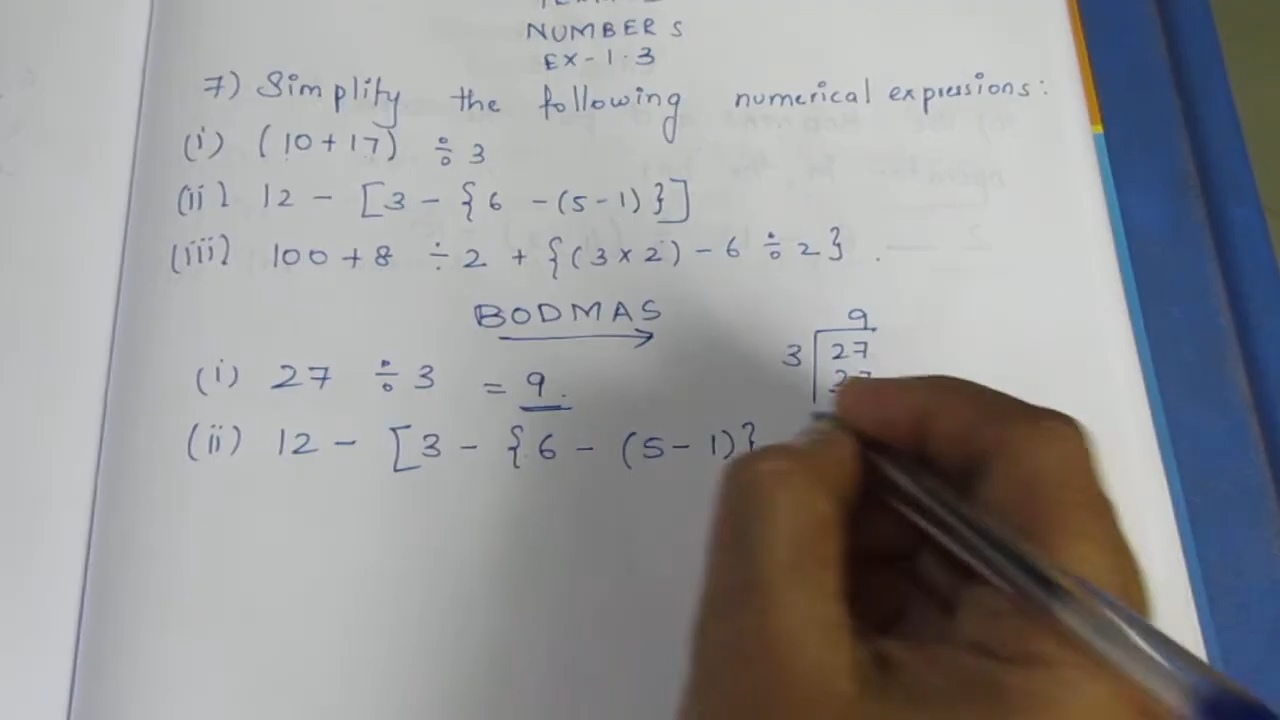 NUMBERS
EX-1.3
7) Simplify the following numerical expressions:
(i) (10+17) ÷ 3
(ii) 12 - [3 - {6 - (5-1)}]
(iii) 100 + 8 ÷ 2 + {(3 × 2) - 6 ÷ 2}.
BODMAS
9
(i) 27 ÷ 3 = 9. 3 27
27
(ii) 12 - [3 - {6 - (5-1)}